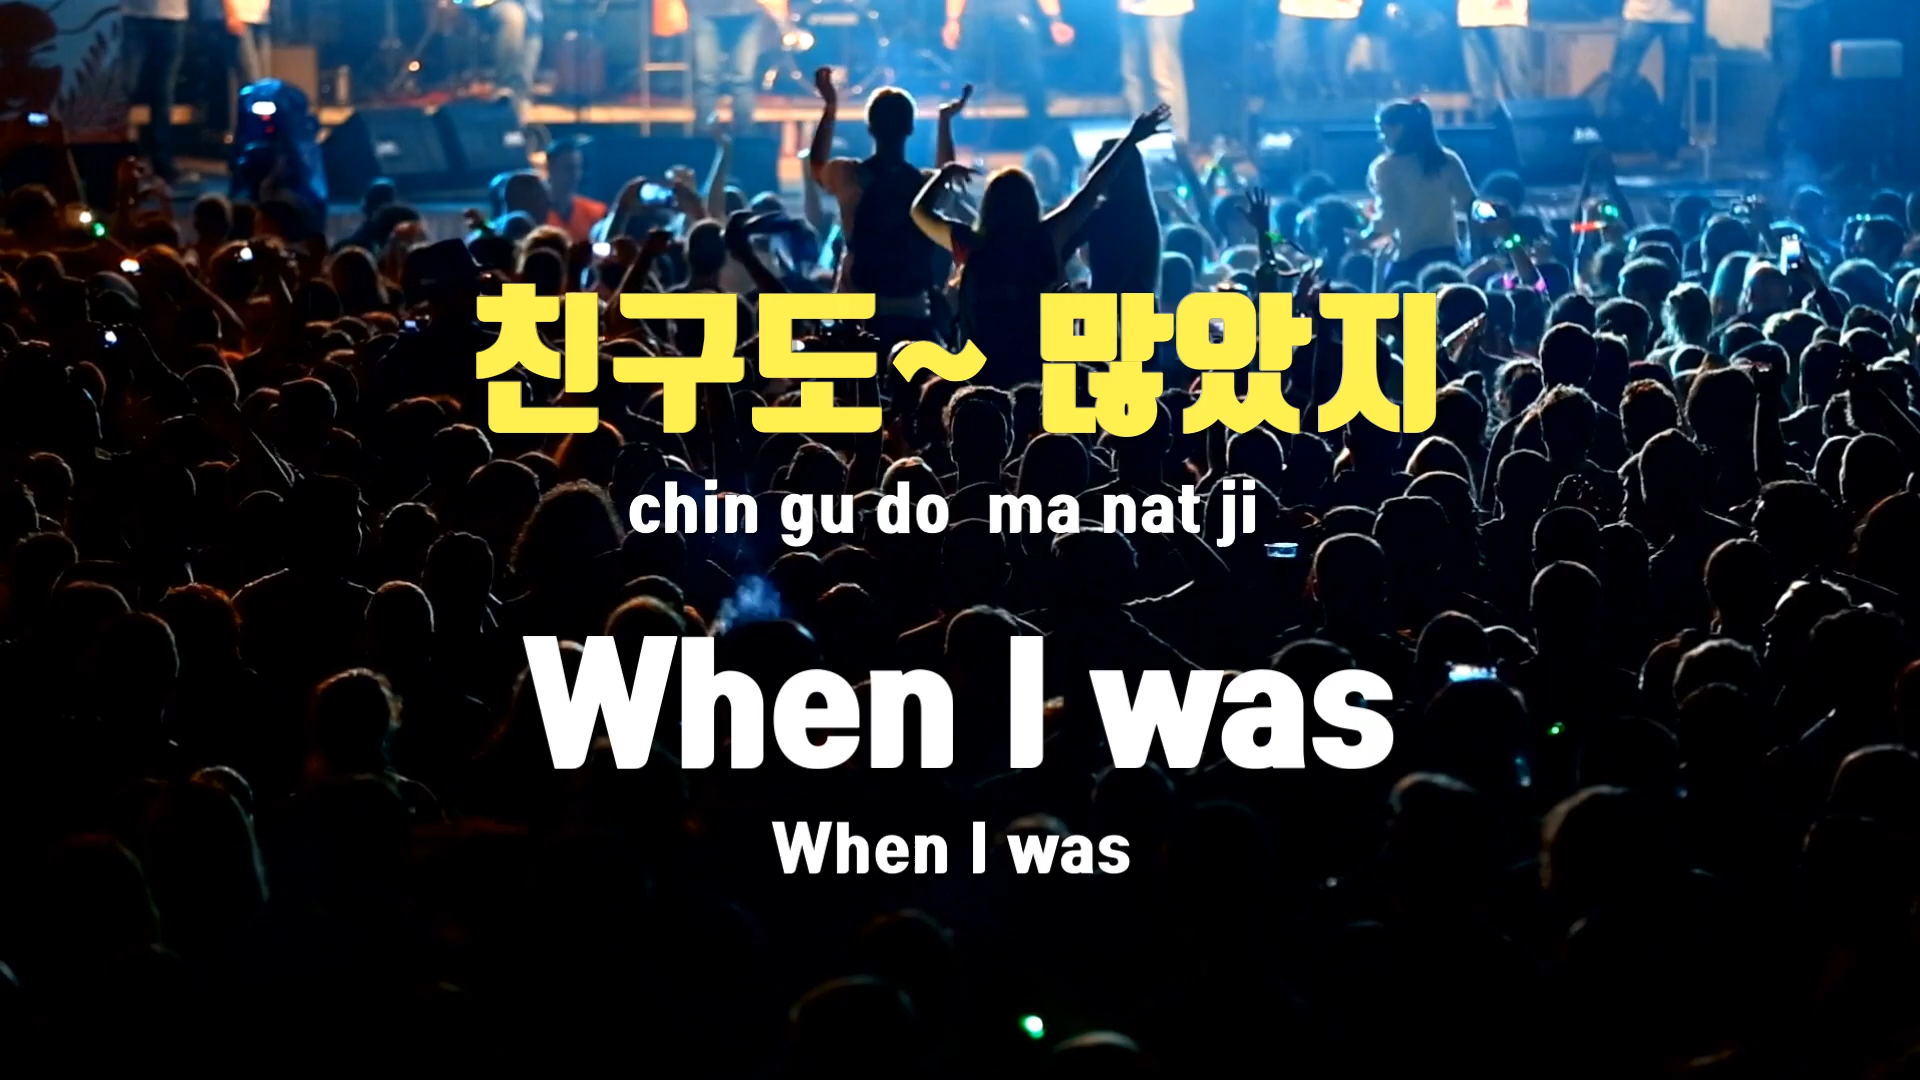 친구도~ 많았지
chin gu do ma nat ji
When I was
When I was